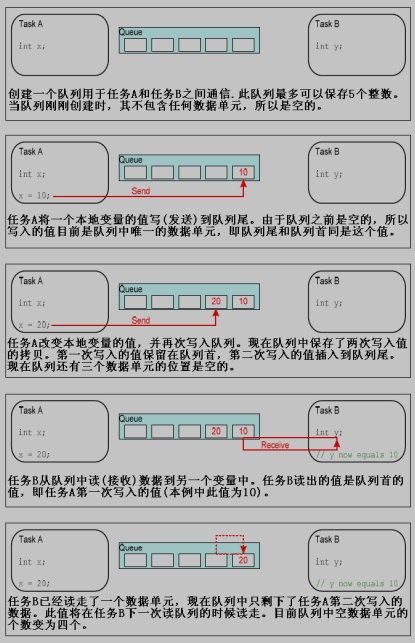 Task A
Task B
Queue
int x;
int y;
创建一个队列用于任务A和任务B之间通信.此队列最多可以保存5个整数。
当队列刚刚创建时，其不包含任何数据单元，所以是空的。
Task A
Task B
Queue
int x;
10
int y;
x = 10;
Send
任务A将一个本地变量的值写(发送)到队列尾。由于队列之前是空的，所以
写入的值目前是队列中唯一的数据单元，即队列尾和队列首同是这个值。
Task A
Task B
Queue
int x;
20
10
int y;
x = 20;
Send
任务A改变本地变量的值，并再次写入队列。现在队列中保存了两次写入值
的拷贝。第一次写入的值保留在队列首，第二次写入的值插入到队列尾。
现在队列还有三个数据单元的位置是空的。
Task A
Task B
Queue
int x;
20
10
int y;
x = 20;
Receive
// y now equals 10
任务B从队列中读(接收)数据到另一个变量中。任务B读出的值是队列首的
值，即任务A第一次写入的值(本例中此值为10)。
Task A
Task B
Queue
int x;
20
int y;
x = 20;
// y now equals 10
任务B已经读走了一个数据单元，现在队列中只剩下了任务A第二次写入的
数据。此值将在任务B下一次读队列的时候读走。目前队列中空数据单元的
个数变为四个。